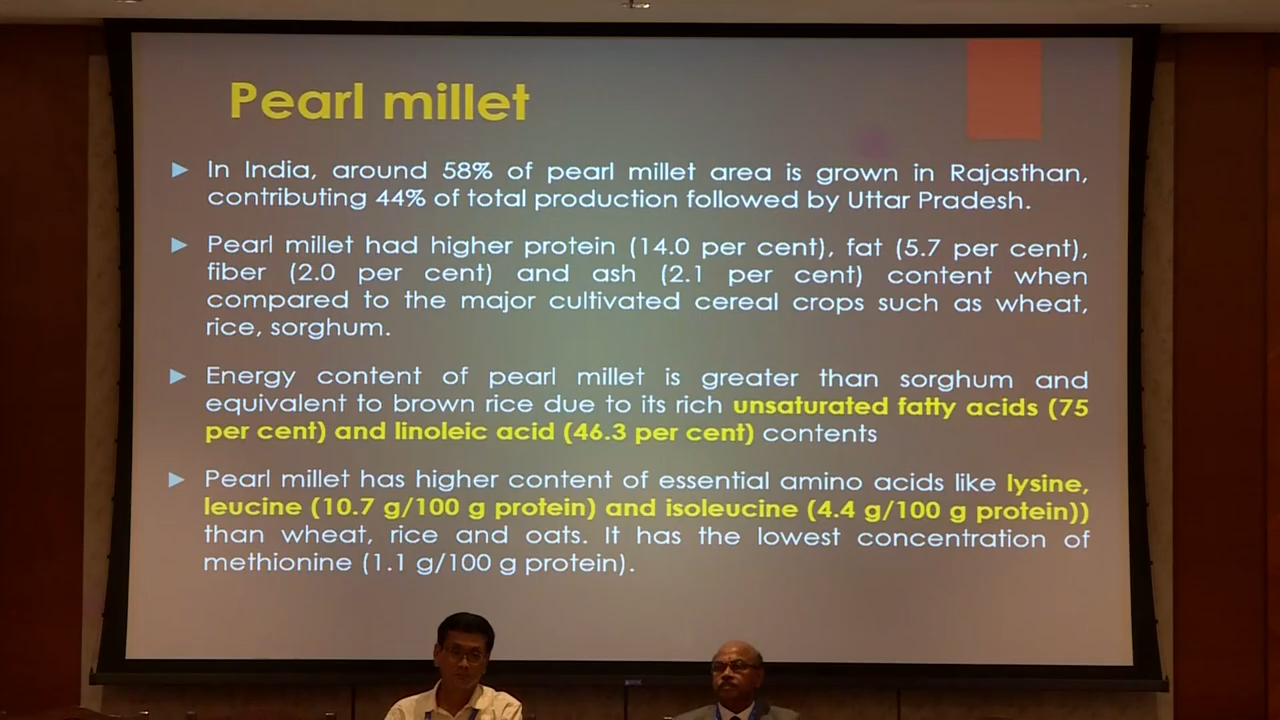 Pearl millet
► In India, around 58% of pearl millet area is grown in Rajasthan,
contributing 44% of total production followed by Uttar Pradesh.
► Pearl millet had higher protein (14.0 per cent), fat (5.7 per cent),
fiber (2.0 per cent) and ash (2.1 per cent) content when
compared to the major cultivated cereal crops such as wheat,
rice, sorghum.
► Energy content of pearl millet is greater than sorghum and
equivalent to brown rice due to its rich unsaturated fatty acids (75
per cent) and linoleic acid (46.3 per cent) contents
► Pearl millet has higher content of essential amino acids like lysine,
leucine (10.7 g/100 g protein) and isoleucine (4.4 g/100 g protein))
than wheat, rice and oats. It has the lowest concentration of
methionine (1.1 g/100 g protein).